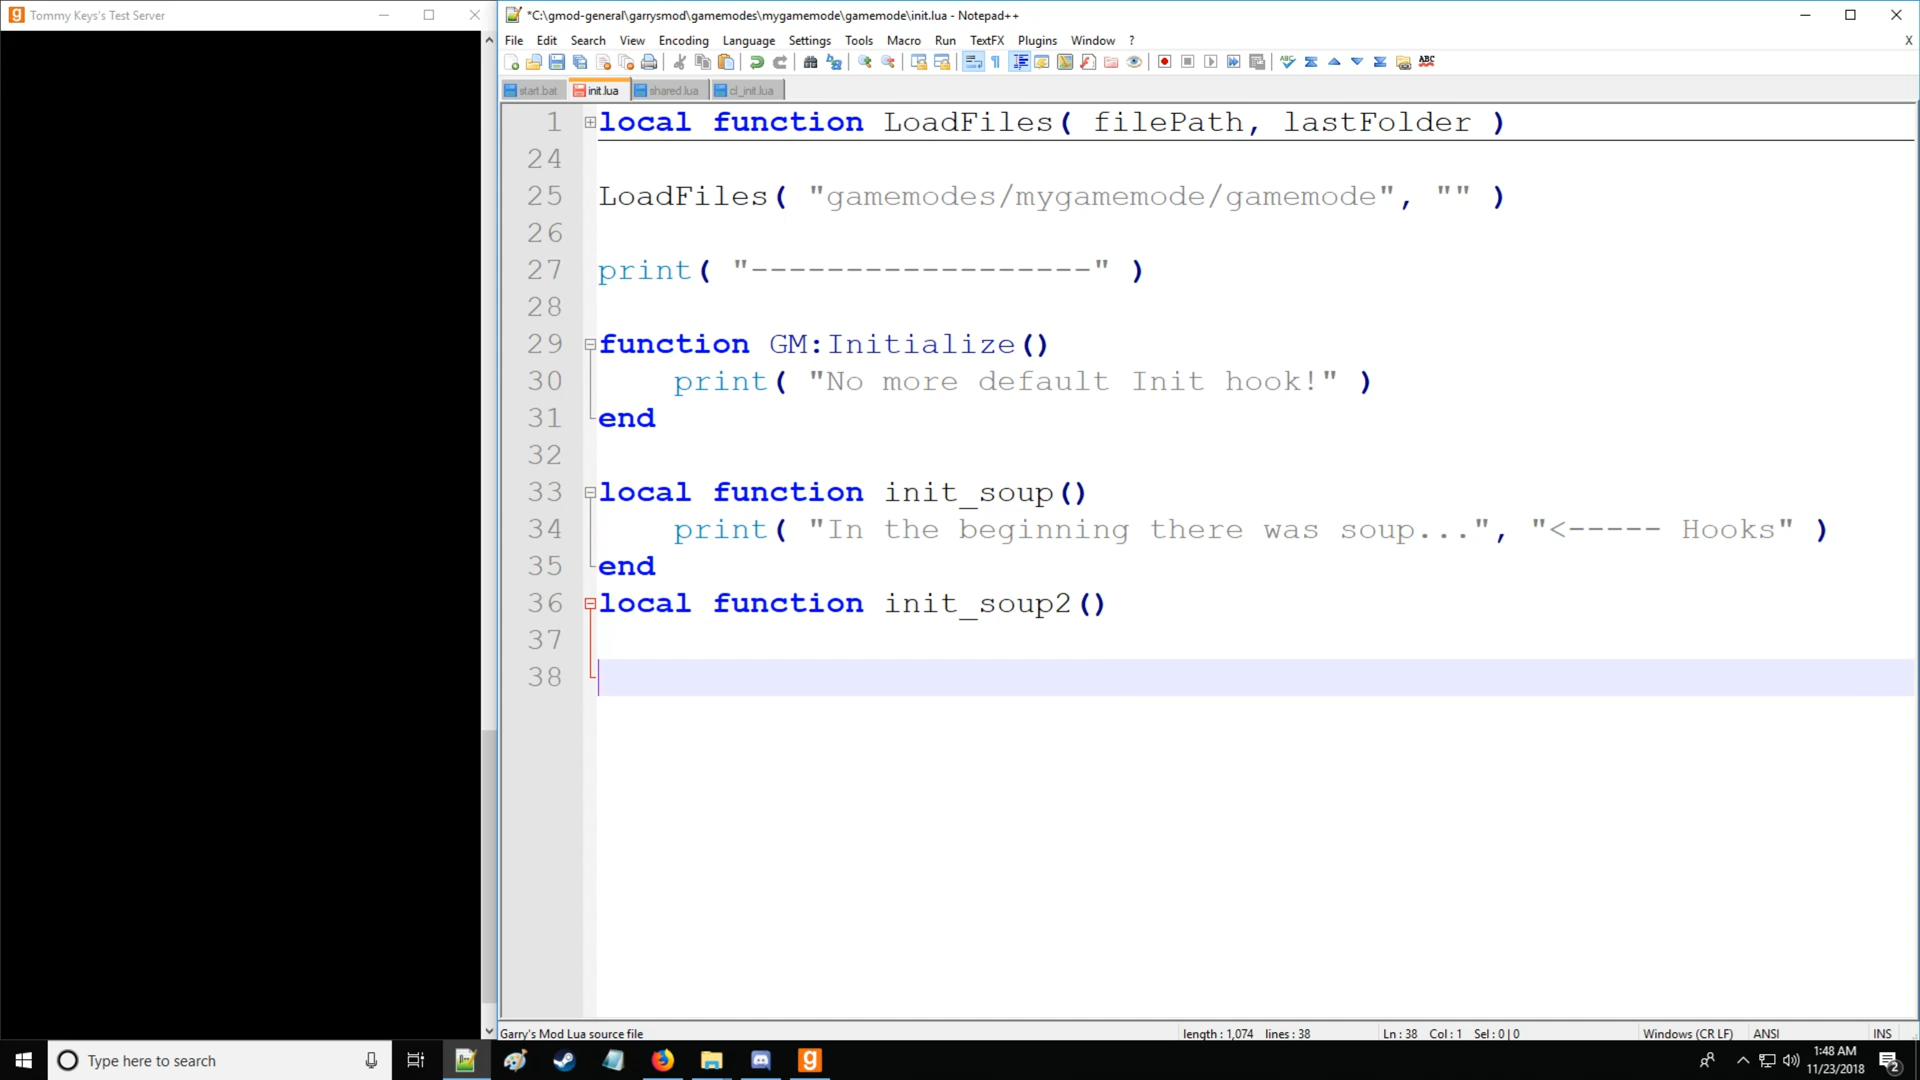 Tommy Keys's Test Server
*C:\gmod-general\garrysmod\gamemodes\mygamemode\gamemode\init.lua - Notepad++
File Edit Search View Encoding Language Settings Tools Macro Run TextFX Plugins Window ? X
start.bat init.lua shared.lua cl_init.lua
1 local function LoadFiles( filePath, lastFolder )
24
25 LoadFiles( "gamemodes/mygamemode/gamemode", "" )
26
27 print( "------------------" )
28
29 function GM:Initialize()
30 print( "No more default Init hook!" )
31 end
32
33 local function init_soup()
34 print( "In the beginning there was soup...", "<----- Hooks" )
35 end
36 local function init_soup2()
37
38
Garry's Mod Lua source file length : 1,074 lines : 38 Ln : 38 Col : 1 Sel : 0 | 0 Windows (CR LF) ANSI INS
Type here to search
1:48 AM
11/23/2018
2